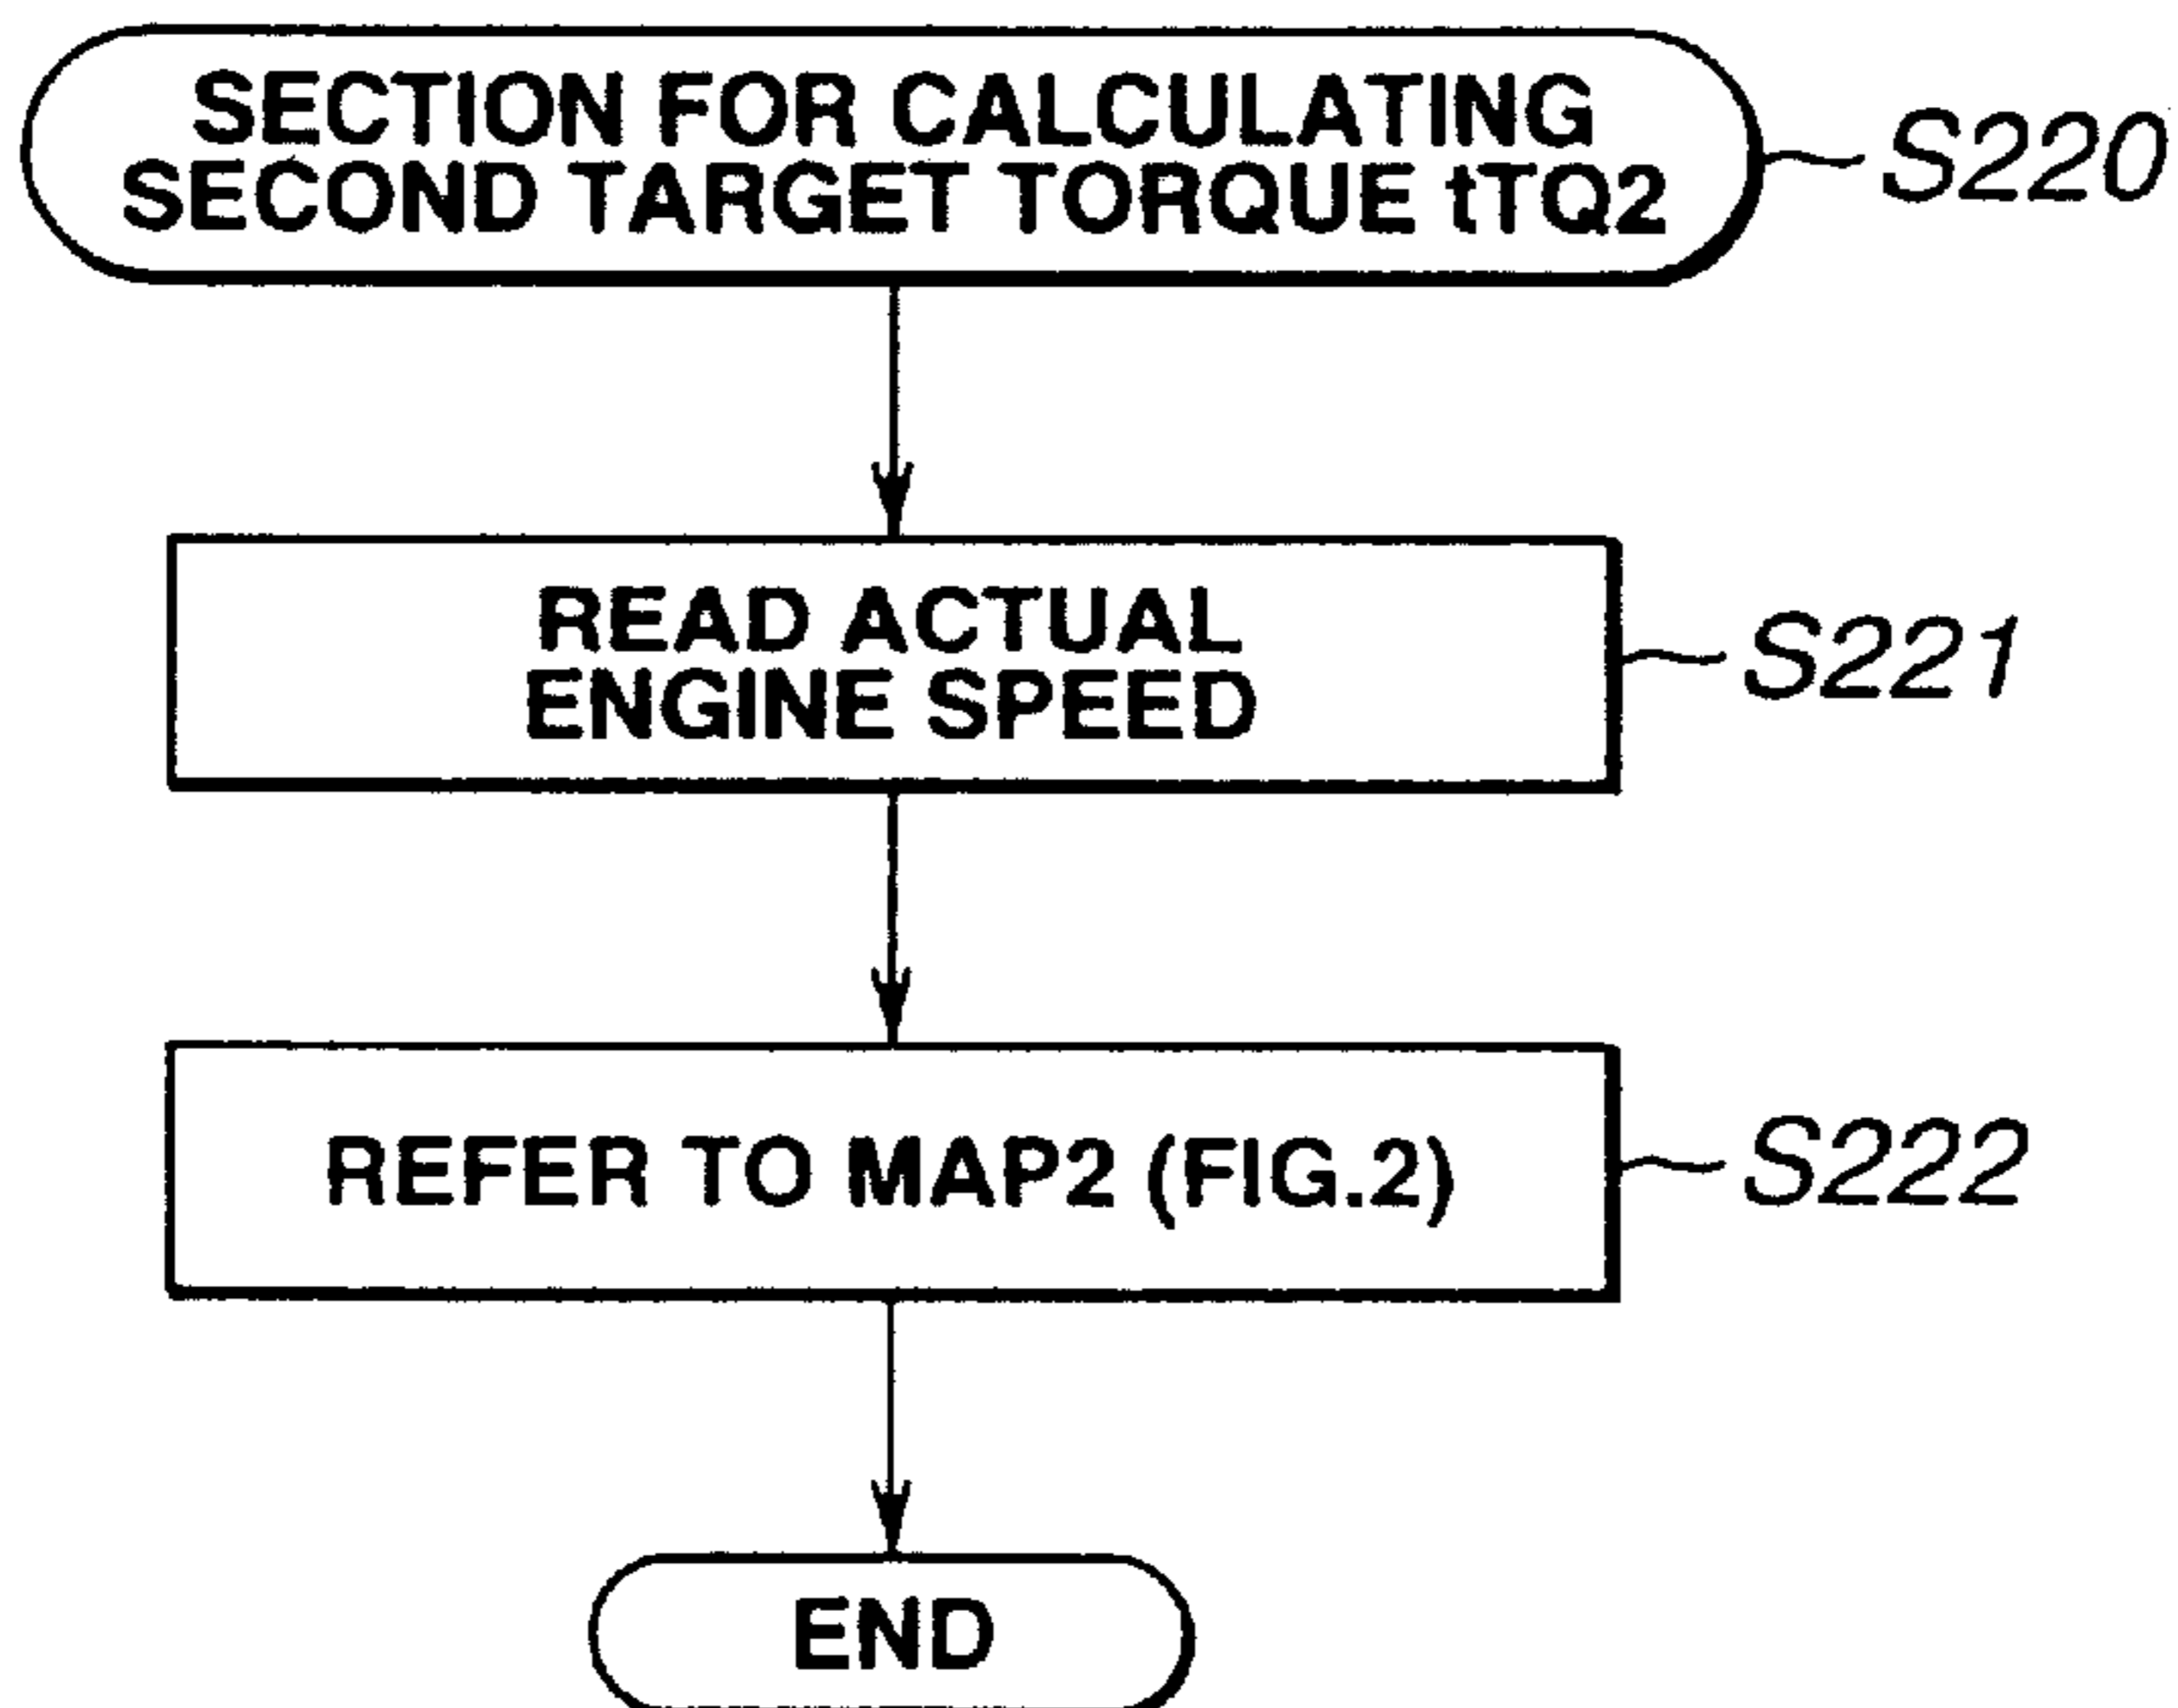 SECTION FOR CALCULATING
SECOND TARGET TORQUE tTQ2
S220
READ ACTUAL
ENGINE SPEED
S221
REFER TO MAP2 (FIG.2)
S222
END